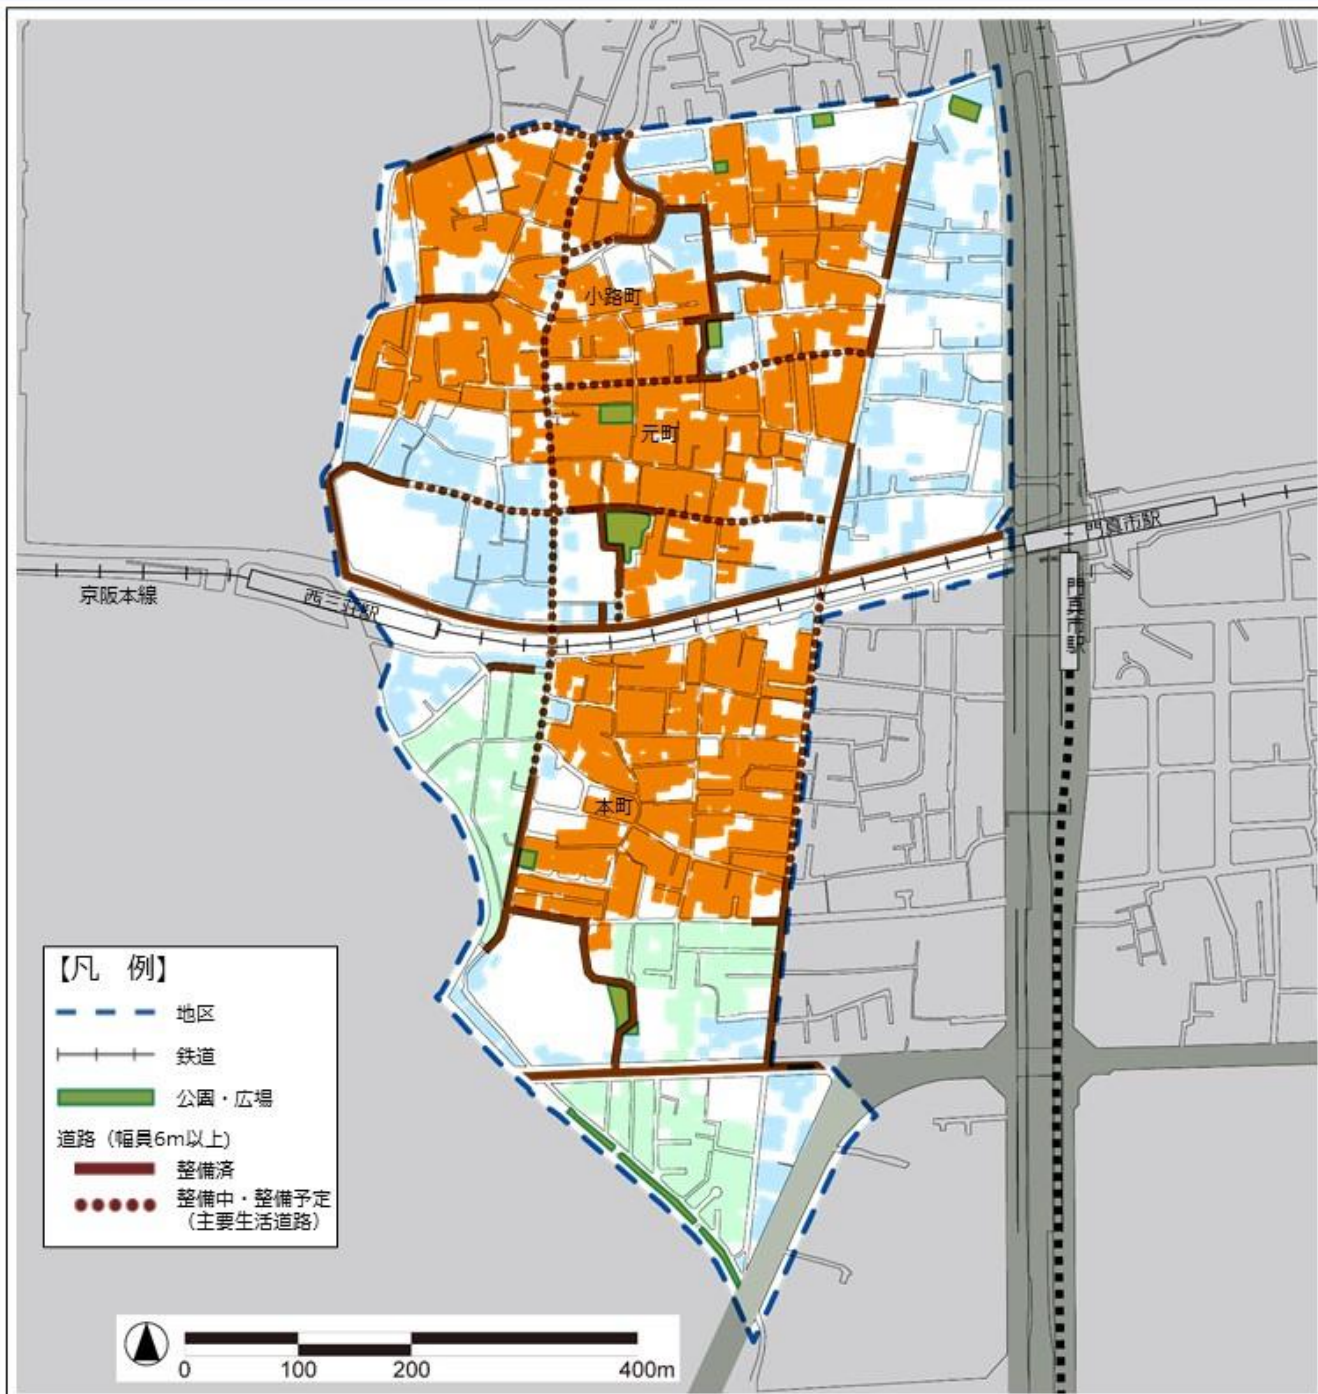 小路町
元町
門真市駅
門真市駅
京阪本線
西三荘駅
本町
【凡 例】
地区
鉄道
公園・広場
道路（幅員6m以上)
整備済
整備中・整備予定
（主要生活道路）
0 100 200 400m